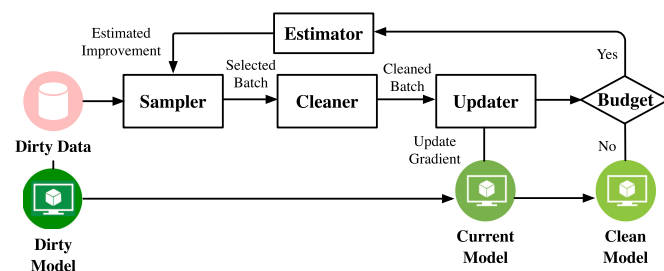 Estimated
Improvement
Estimator
Yes
Selected
Batch
Cleaned
Batch
Sampler
Cleaner
Updater
Budget
Dirty Data
Update
Gradient
No
Dirty
Model
Current
Model
Clean
Model